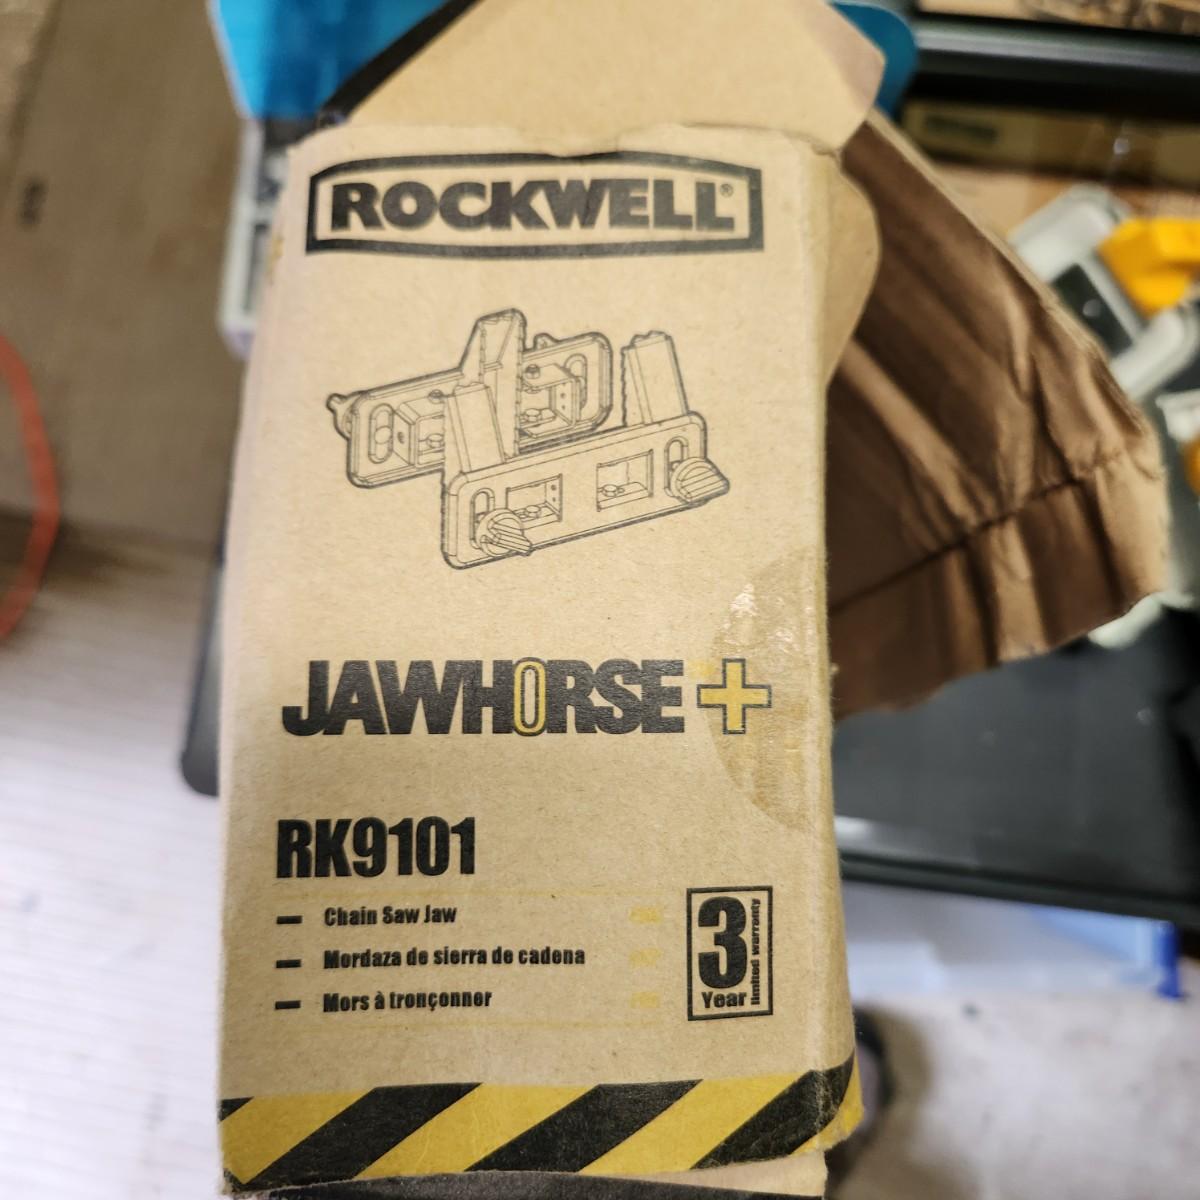 ROCKWELL®
JAWHORSE+
RK9101
— Chain Saw Jaw
— Mordaza de sierra de cadena
— Mors à tronçonner
3
Year
limited warranty